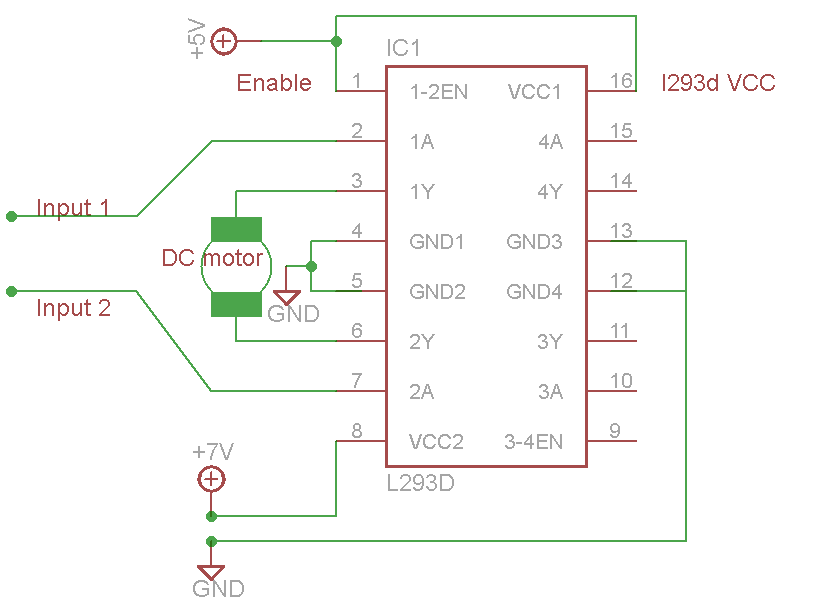 +5V
IC1
Enable
1
1-2EN
VCC1
16
l293d VCC
2
1A
4A
15
3
1Y
4Y
14
Input 1
4
GND1
GND3
13
DC motor
5
GND2
GND4
12
Input 2
GND
6
2Y
3Y
11
7
2A
3A
10
8
VCC2
3-4EN
9
+7V
L293D
GND